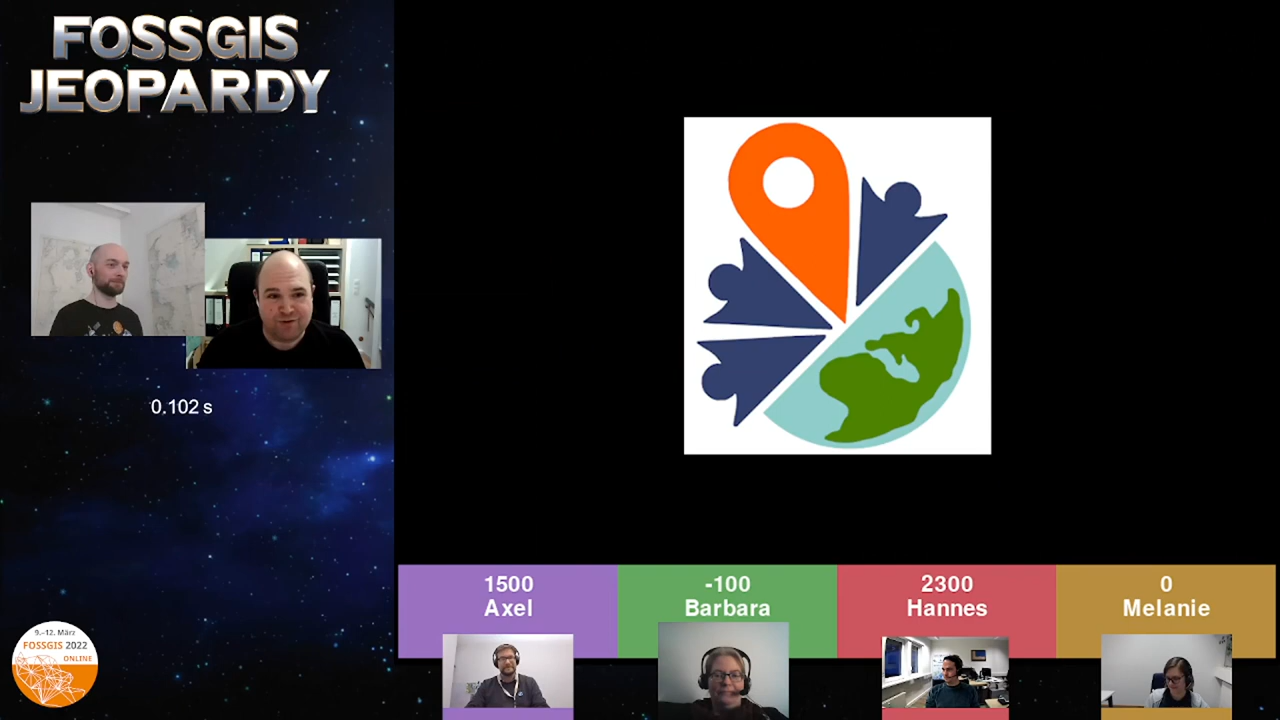 FOSSGIS
JEOPARDY
0.102 s
1500
Axel
-100
Barbara
2300
Hannes
0
Melanie
9.–12. März
FOSSGIS 2022
ONLINE